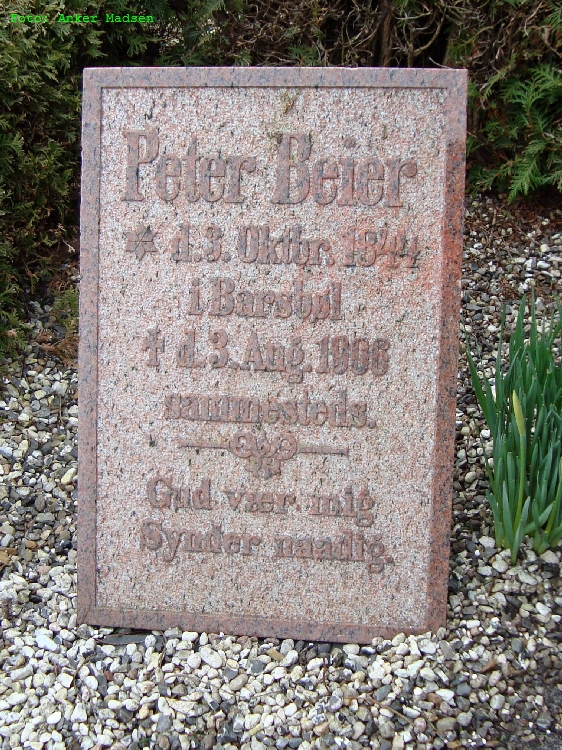 Foto: Anker Madsen
Peter Beier
✡ d. 3. Oktbr. 1844
i Barsbøl
† d. 3. Aug. 1906
sammesteds.
Gud vær mig
Synder naadig.